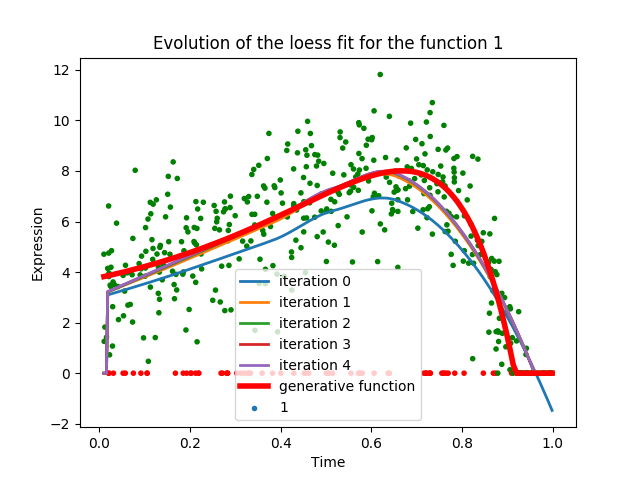 Evolution of the loess fit for the function 1
Expression
12
10
8
6
4
2
0
−2
iteration 0
iteration 1
iteration 2
iteration 3
iteration 4
generative function
1
0.0 0.2 0.4 0.6 0.8 1.0
Time